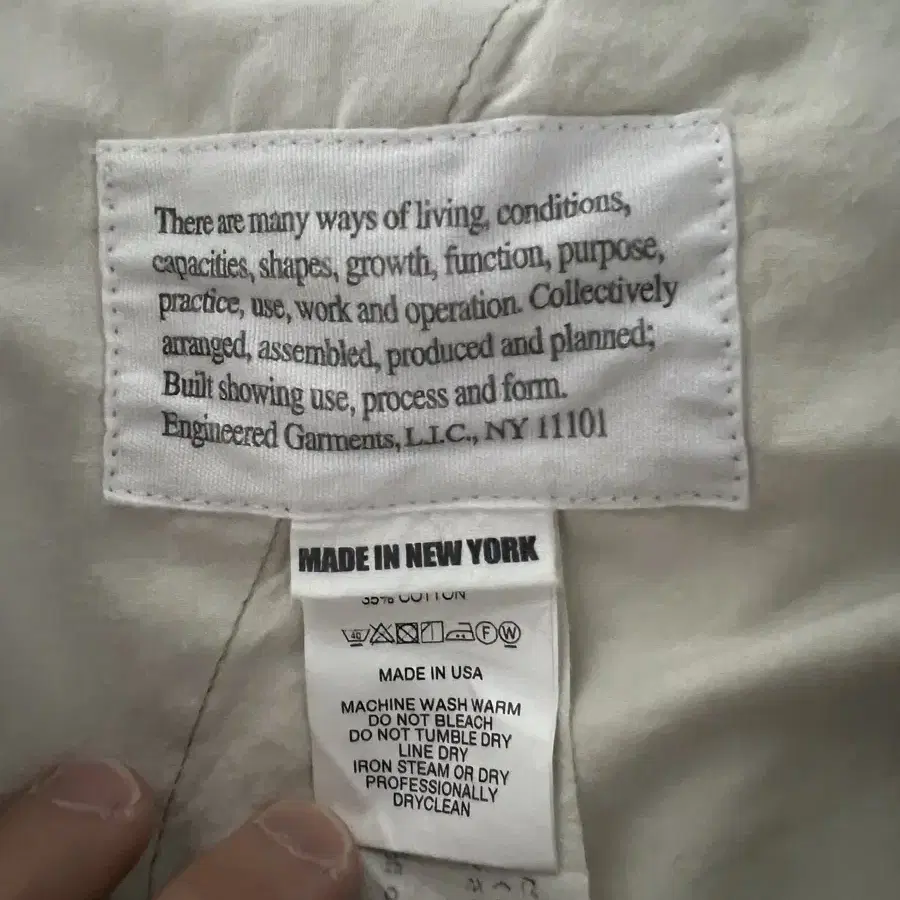 There are many ways of living, conditions,
capacities, shapes, growth, function, purpose,
practice, use, work and operation. Collectively
arranged, assembled, produced and planned;
Built showing use, process and form.
Engineered Garments, L.I.C., NY 11101
MADE IN NEW YORK
35% COTTON
40 F W
MADE IN USA
MACHINE WASH WARM
DO NOT BLEACH
DO NOT TUMBLE DRY
LINE DRY
IRON STEAM OR DRY
PROFESSIONALLY
DRYCLEAN